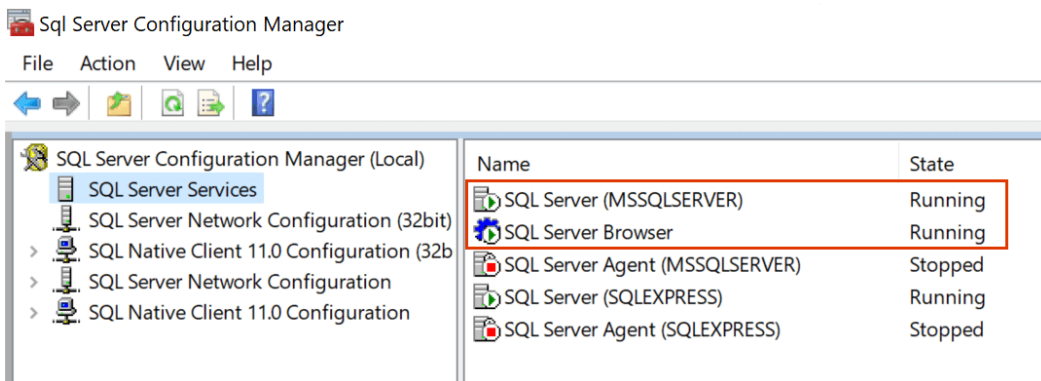 Sql Server Configuration Manager
File Action View Help
SQL Server Configuration Manager (Local)
SQL Server Services
SQL Server Network Configuration (32bit)
SQL Native Client 11.0 Configuration (32b
SQL Server Network Configuration
SQL Native Client 11.0 Configuration
Name State
SQL Server (MSSQLSERVER) Running
SQL Server Browser Running
SQL Server Agent (MSSQLSERVER) Stopped
SQL Server (SQLEXPRESS) Running
SQL Server Agent (SQLEXPRESS) Stopped